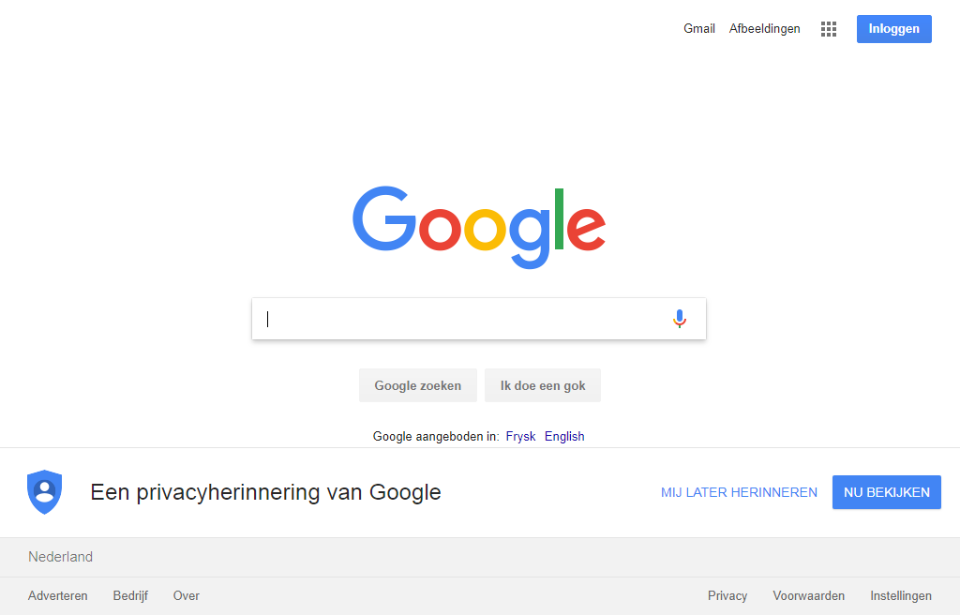 Gmail Afbeeldingen Inloggen
Google
Google zoeken Ik doe een gok
Google aangeboden in: Frysk English
Een privacyherinnering van Google MIJ LATER HERINNEREN NU BEKIJKEN
Nederland
Adverteren Bedrijf Over Privacy Voorwaarden Instellingen